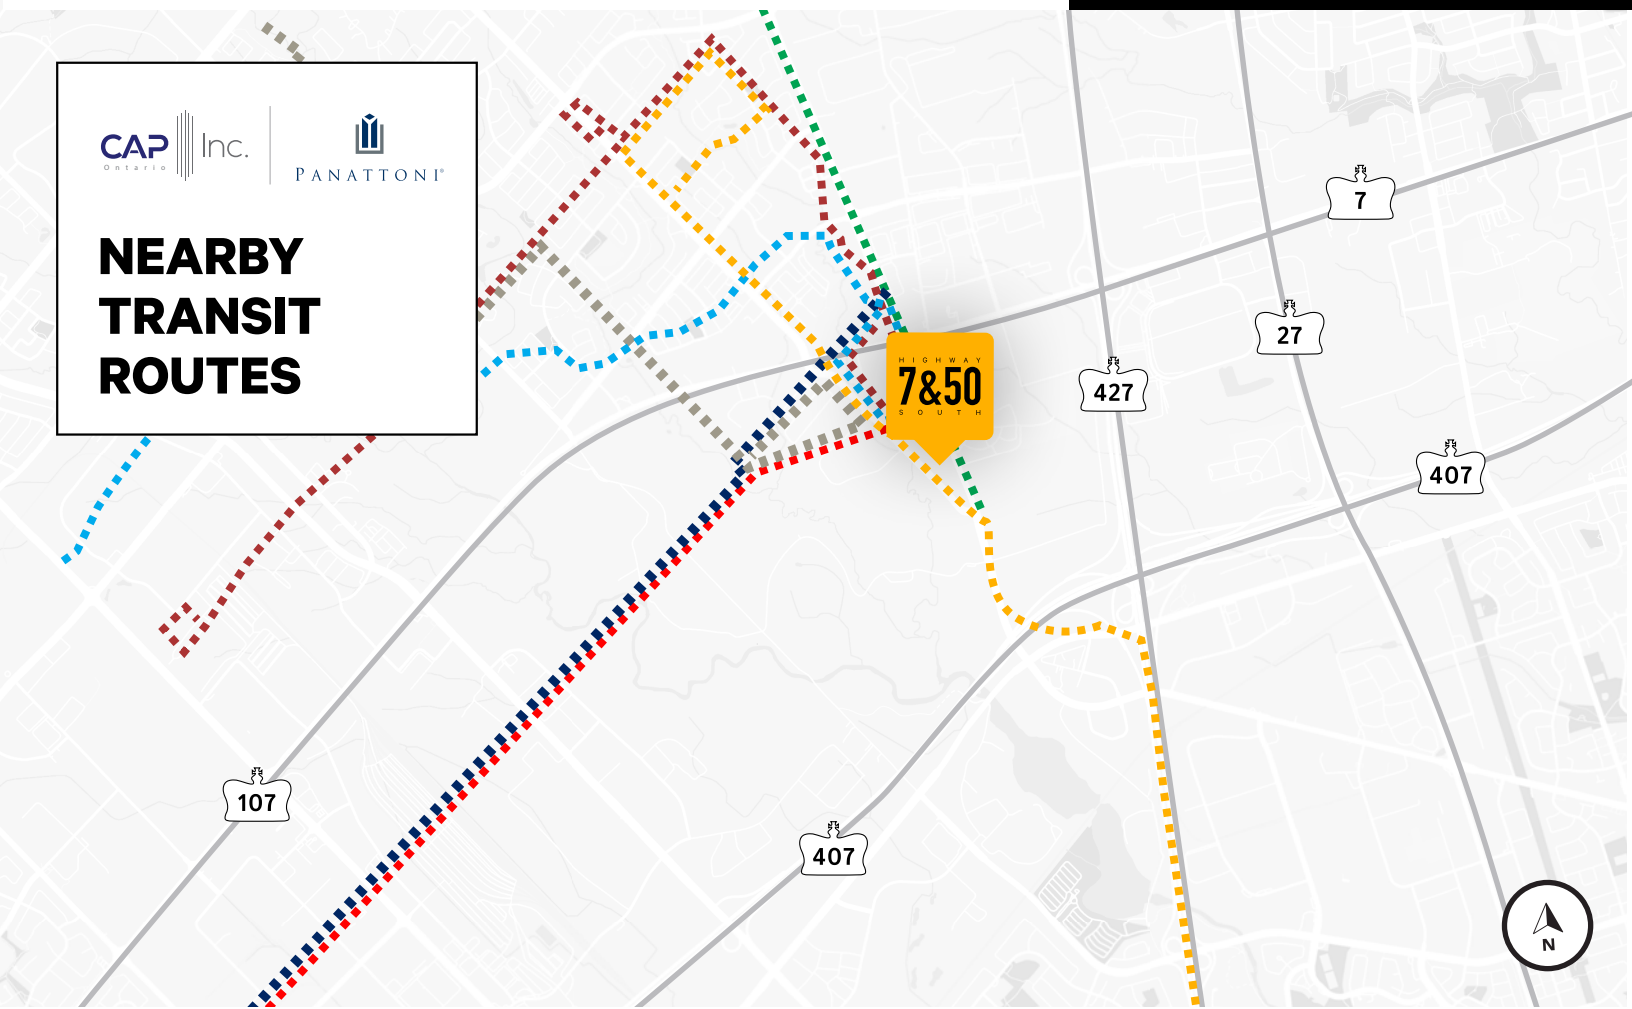 CAP Inc.
Ontario
PANATTONI®
NEARBY
TRANSIT
ROUTES
HIGHWAY
7&50
SOUTH
7
27
427
407
107
407
N